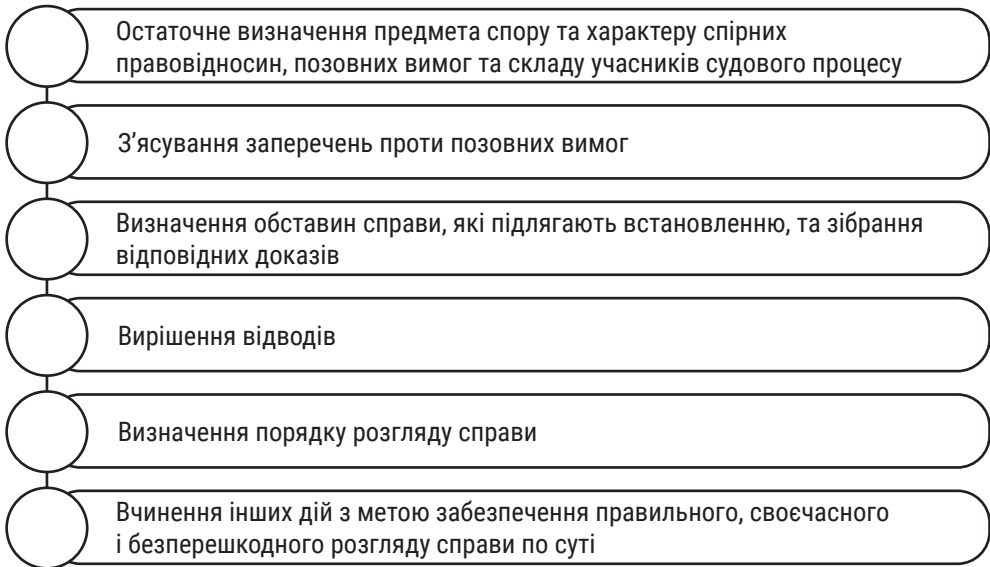 Остаточне визначення предмета спору та характеру спірних
правовідносин, позовних вимог та складу учасників судового процесу
З’ясування заперечень проти позовних вимог
Визначення обставин справи, які підлягають встановленню, та зібрання
відповідних доказів
Вирішення відводів
Визначення порядку розгляду справи
Вчинення інших дій з метою забезпечення правильного, своєчасного
і безперешкодного розгляду справи по суті